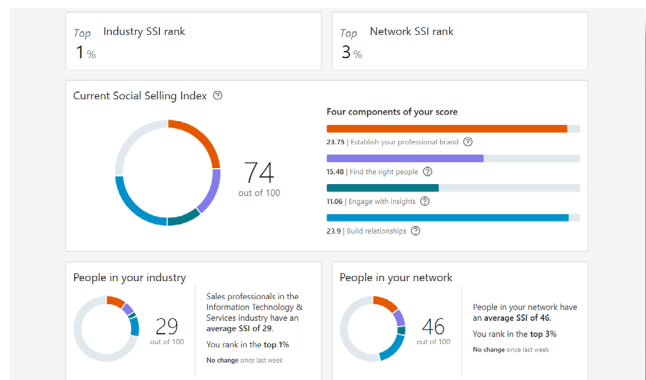 Top Industry SSI rank
1 %
Top Network SSI rank
3 %
Current Social Selling Index ?
74
out of 100
Four components of your score
23.75 | Establish your professional brand ?
15.48 | Find the right people ?
11.06 | Engage with insights ?
23.9 | Build relationships ?
People in your industry
29
out of 100
Sales professionals in the
Information Technology &
Services industry have an
average SSI of 29.
You rank in the top 1%
No change since last week
People in your network
46
out of 100
People in your network have
an average SSI of 46.
You rank in the top 3%
No change since last week